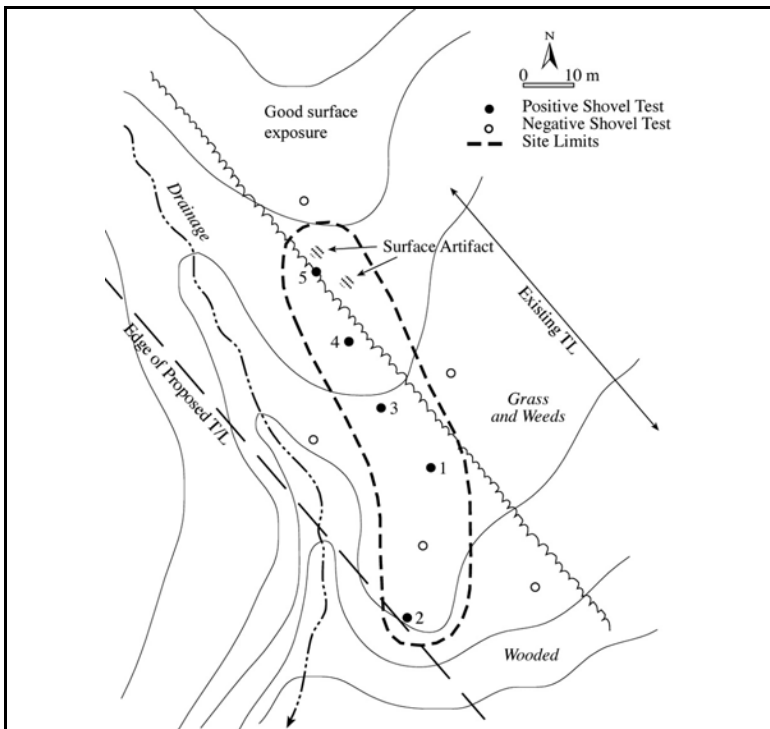 N
0 10 m
Positive Shovel Test
Negative Shovel Test
Site Limits
Good surface
exposure
Drainage
Surface Artifact
5
Existing TL
4
Edge of Proposed T/L
Grass
and Weeds
3
1
2
Wooded